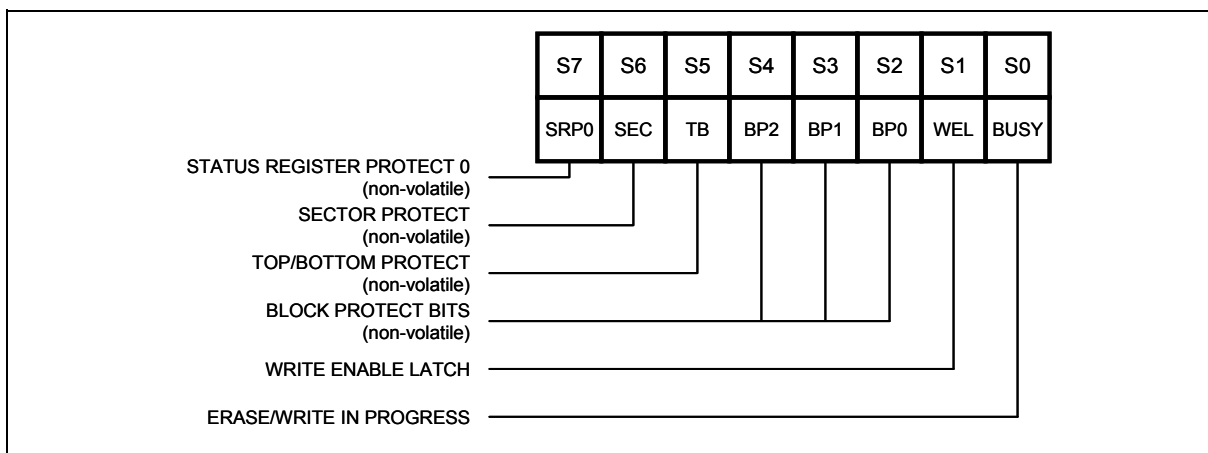 S7 S6 S5 S4 S3 S2 S1 S0
SRP0 SEC TB BP2 BP1 BP0 WEL BUSY
STATUS REGISTER PROTECT 0
(non-volatile)
SECTOR PROTECT
(non-volatile)
TOP/BOTTOM PROTECT
(non-volatile)
BLOCK PROTECT BITS
(non-volatile)
WRITE ENABLE LATCH
ERASE/WRITE IN PROGRESS